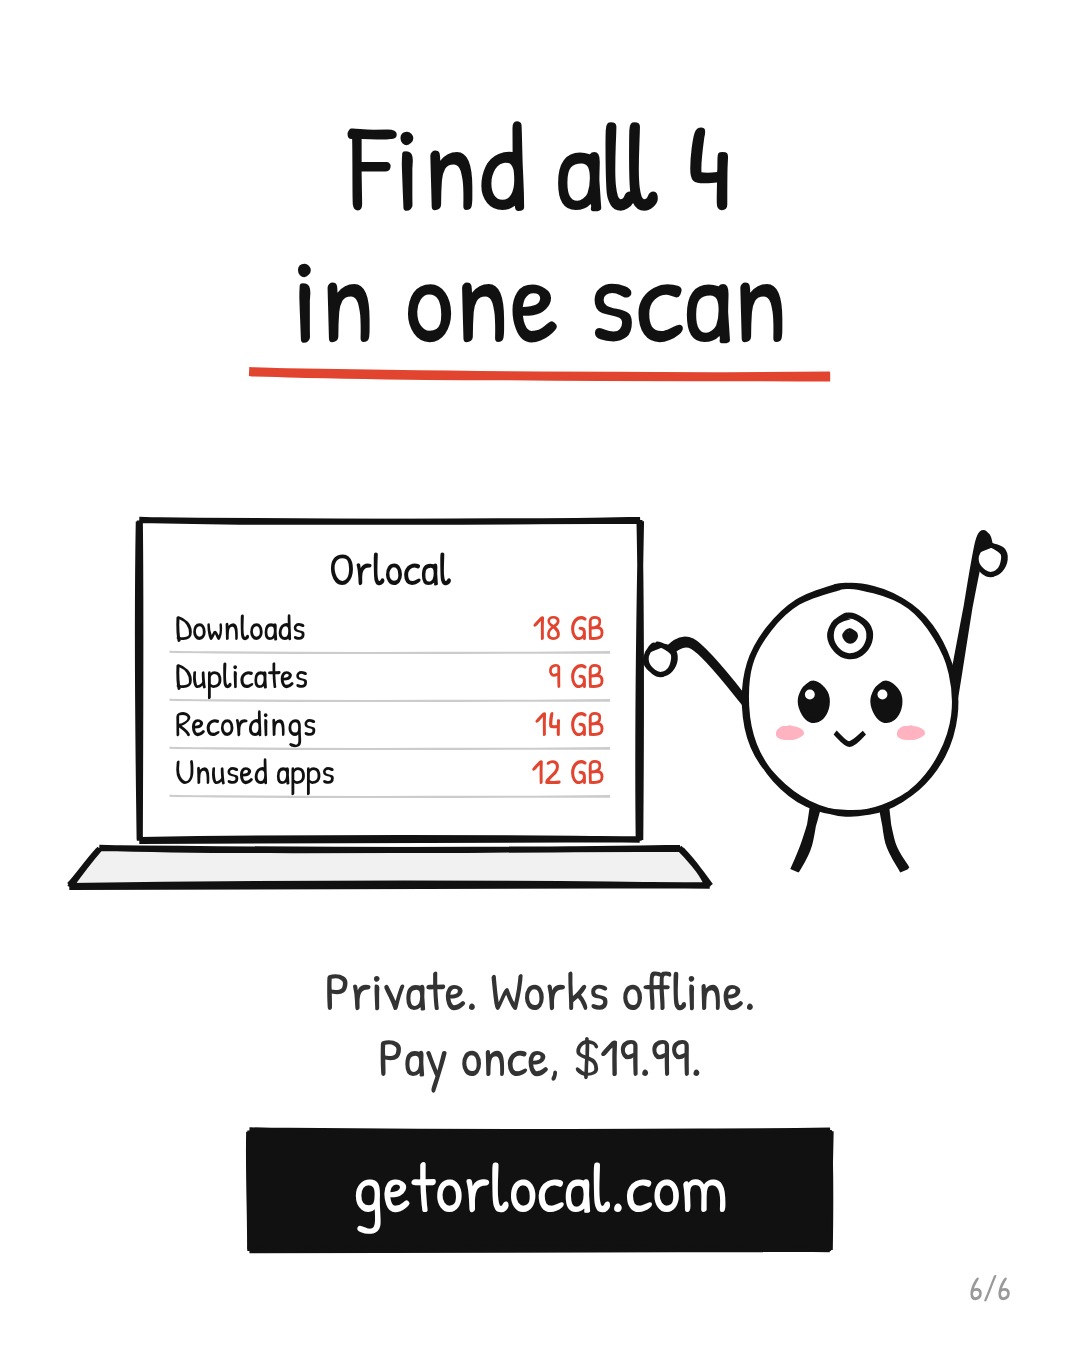 Find all 4
in one scan
Orlocal
Downloads 18 GB
Duplicates 9 GB
Recordings 14 GB
Unused apps 12 GB
Private. Works offline.
Pay once, $19.99.
getorlocal.com
6/6